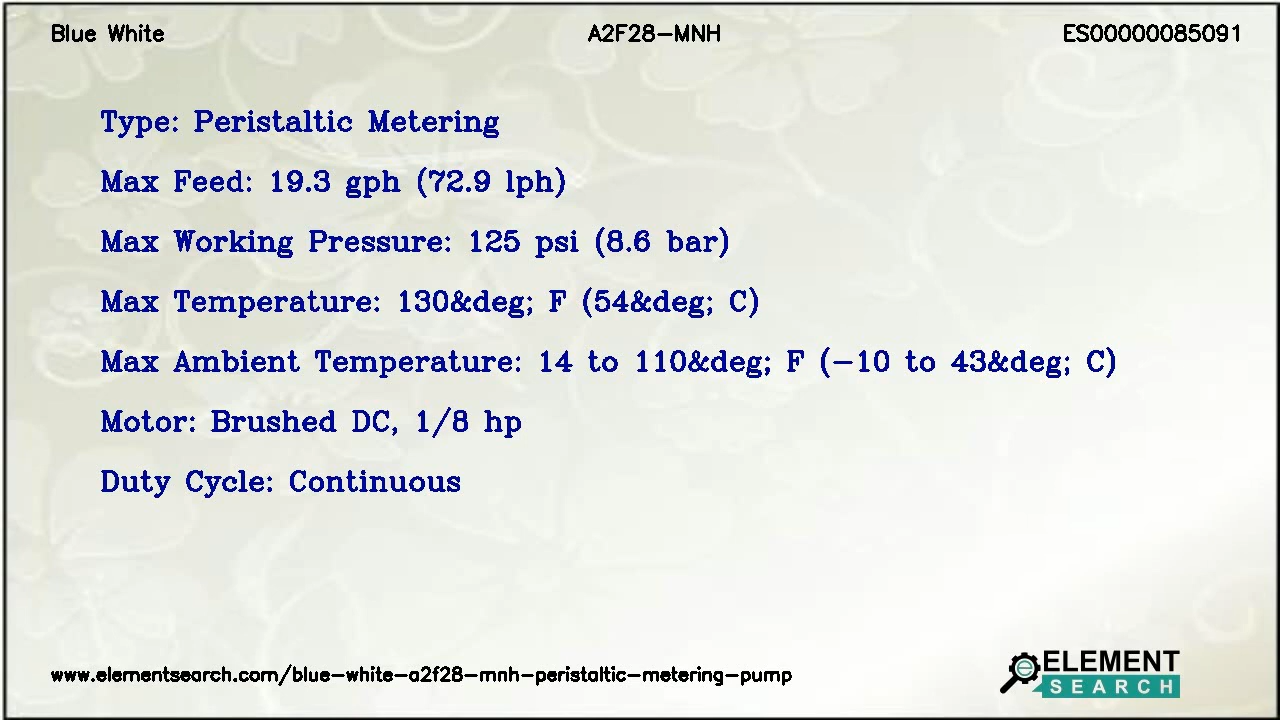 Blue White A2F28-MNH ES00000085091
Type: Peristaltic Metering
Max Feed: 19.3 gph (72.9 lph)
Max Working Pressure: 125 psi (8.6 bar)
Max Temperature: 130&deg; F (54&deg; C)
Max Ambient Temperature: 14 to 110&deg; F (-10 to 43&deg; C)
Motor: Brushed DC, 1/8 hp
Duty Cycle: Continuous
www.elementsearch.com/blue-white-a2f28-mnh-peristaltic-metering-pump
ELEMENT
SEARCH